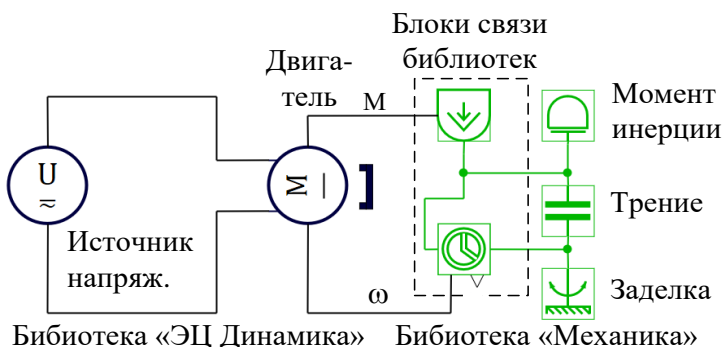 Блоки связи
библиотек
Двига-
тель
М
Момент
инерции
U
≂
М
Трение
Источник
напряж.
ω
Заделка
Бибиотека «ЭЦ Динамика»
Библиотека «Механика»